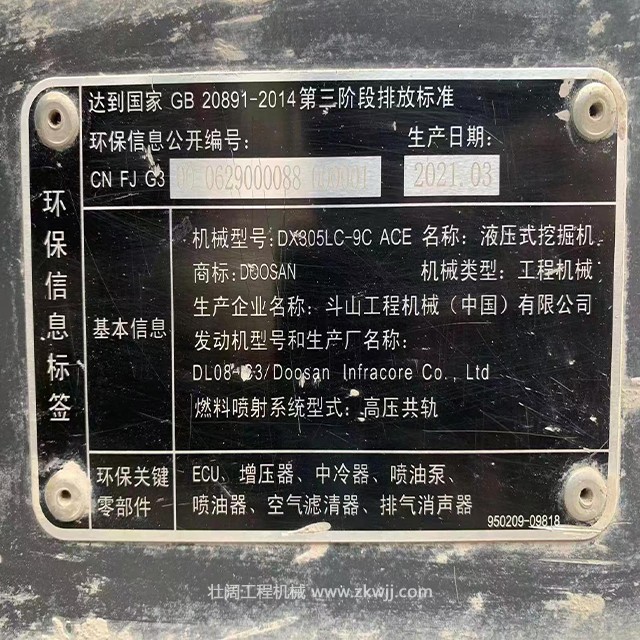 达到国家 GB 20891-2014第三阶段排放标准
环保信息公开编号:
生产日期:
CN FJ G3 0629000088
2021.03
环保信息标签
基本信息
机械型号:DX305LC-9C ACE 名称: 液压式挖掘机
商标:DOOSAN 机械类型: 工程机械
生产企业名称: 斗山工程机械 (中国) 有限公司
发动机型号和生产厂名称:
/Doosan Infracore Co., Ltd
燃料喷射系统型式: 高压共轨
环保关键零部件
ECU、增压器、中冷器、喷油泵、
喷油器、空气滤清器、排气消声器
950209-09818
壮阔工程机械 www.zkwjj.com